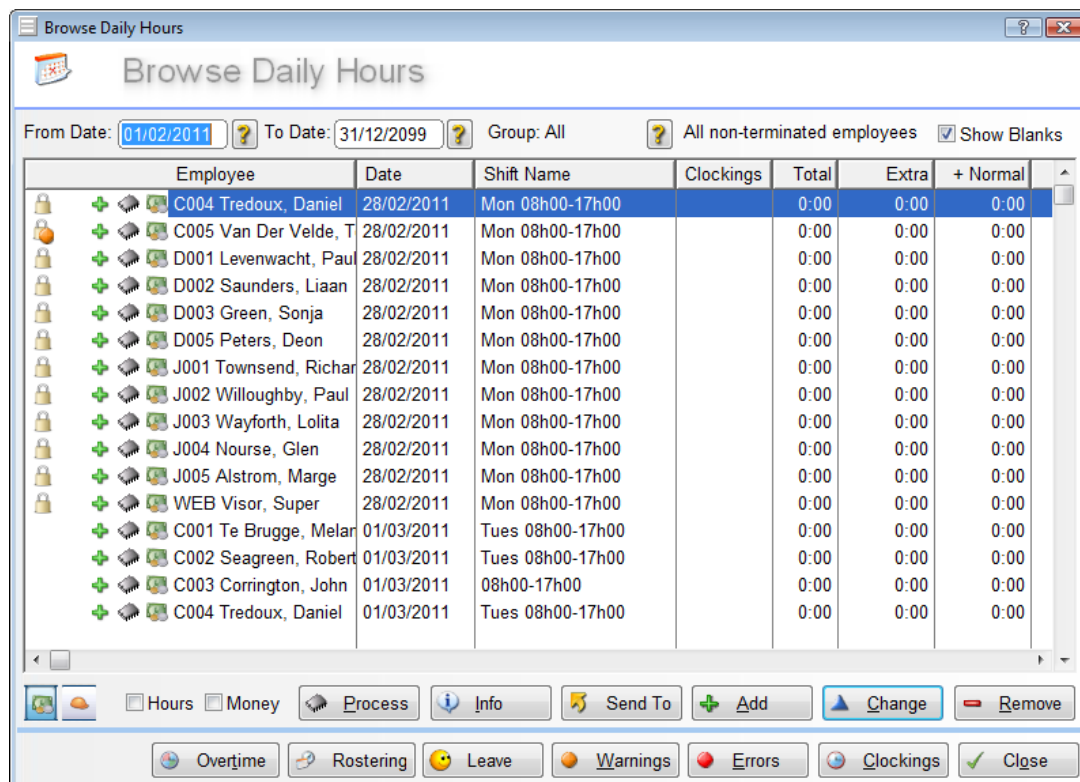 Browse Daily Hours
Browse Daily Hours
From Date: 01/02/2011 ? To Date: 31/12/2099 ? Group: All ? All non-terminated employees Show Blanks
Employee Date Shift Name Clockings Total Extra + Normal
C004 Tredoux, Daniel 28/02/2011 Mon 08h00-17h00 0:00 0:00 0:00
C005 Van Der Velde, T 28/02/2011 Mon 08h00-17h00 0:00 0:00 0:00
D001 Levenwacht, Paul 28/02/2011 Mon 08h00-17h00 0:00 0:00 0:00
D002 Saunders, Liaan 28/02/2011 Mon 08h00-17h00 0:00 0:00 0:00
D003 Green, Sonja 28/02/2011 Mon 08h00-17h00 0:00 0:00 0:00
D005 Peters, Deon 28/02/2011 Mon 08h00-17h00 0:00 0:00 0:00
J001 Townsend, Richar 28/02/2011 Mon 08h00-17h00 0:00 0:00 0:00
J002 Willoughby, Paul 28/02/2011 Mon 08h00-17h00 0:00 0:00 0:00
J003 Wayforth, Lolita 28/02/2011 Mon 08h00-17h00 0:00 0:00 0:00
J004 Nourse, Glen 28/02/2011 Mon 08h00-17h00 0:00 0:00 0:00
J005 Alstrom, Marge 28/02/2011 Mon 08h00-17h00 0:00 0:00 0:00
WEB Visor, Super 28/02/2011 Mon 08h00-17h00 0:00 0:00 0:00
C001 Te Brugge, Melan 01/03/2011 Tues 08h00-17h00 0:00 0:00 0:00
C002 Seagreen, Robert 01/03/2011 Tues 08h00-17h00 0:00 0:00 0:00
C003 Corrington, John 01/03/2011 08h00-17h00 0:00 0:00 0:00
C004 Tredoux, Daniel 01/03/2011 Tues 08h00-17h00 0:00 0:00 0:00
Hours Money Process Info Send To Add Change Remove
Overtime Rostering Leave Warnings Errors Clockings Close